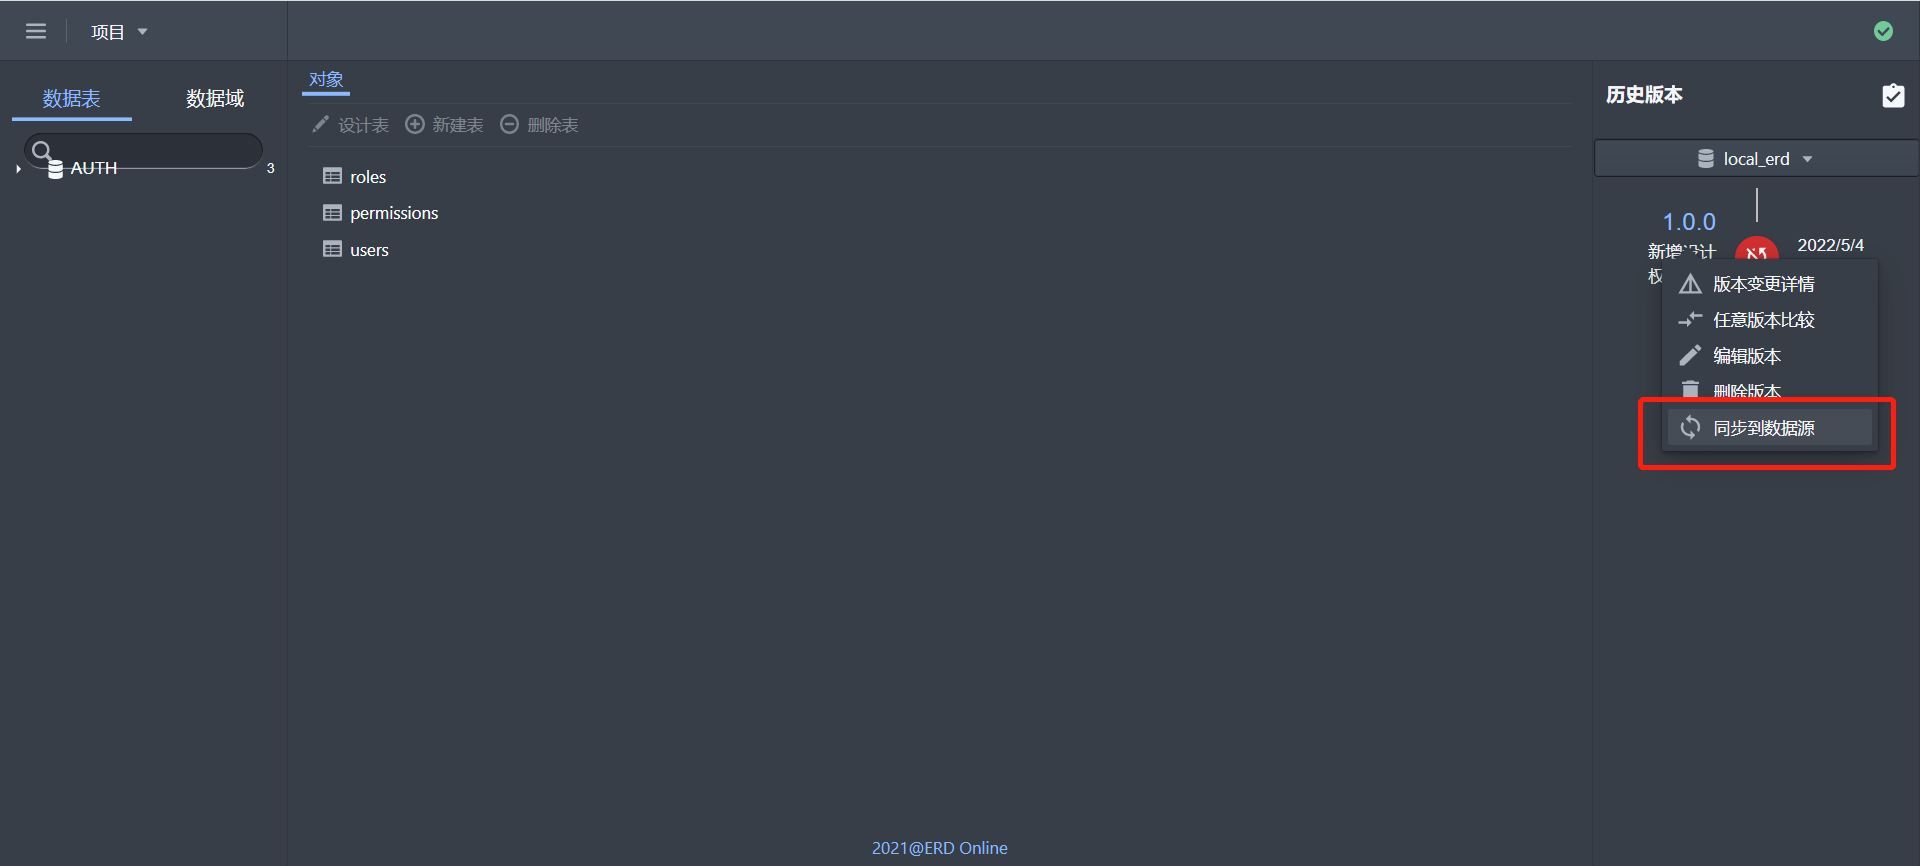 项目
数据表 数据域
AUTH 3
对象
设计表 新建表 删除表
roles
permissions
users
历史版本
local_erd
1.0.0
新增设计
权
2022/5/4
版本变更详情
任意版本比较
编辑版本
删除版本
同步到数据源
2021@ERD Online